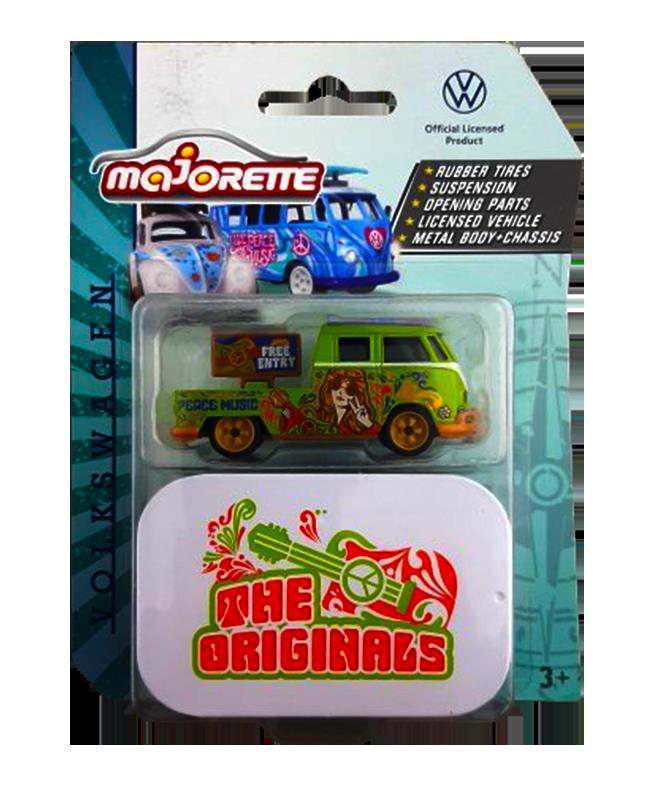 Official Licensed
Product
MAJORETTE
RUBBER TIRES
SUSPENSION
OPENING PARTS
LICENSED VEHICLE
METAL BODY+CHASSIS
VOLKSWAGEN
FREE
ENTRY
PEACE MUSIC
THE
ORIGINALS
3+